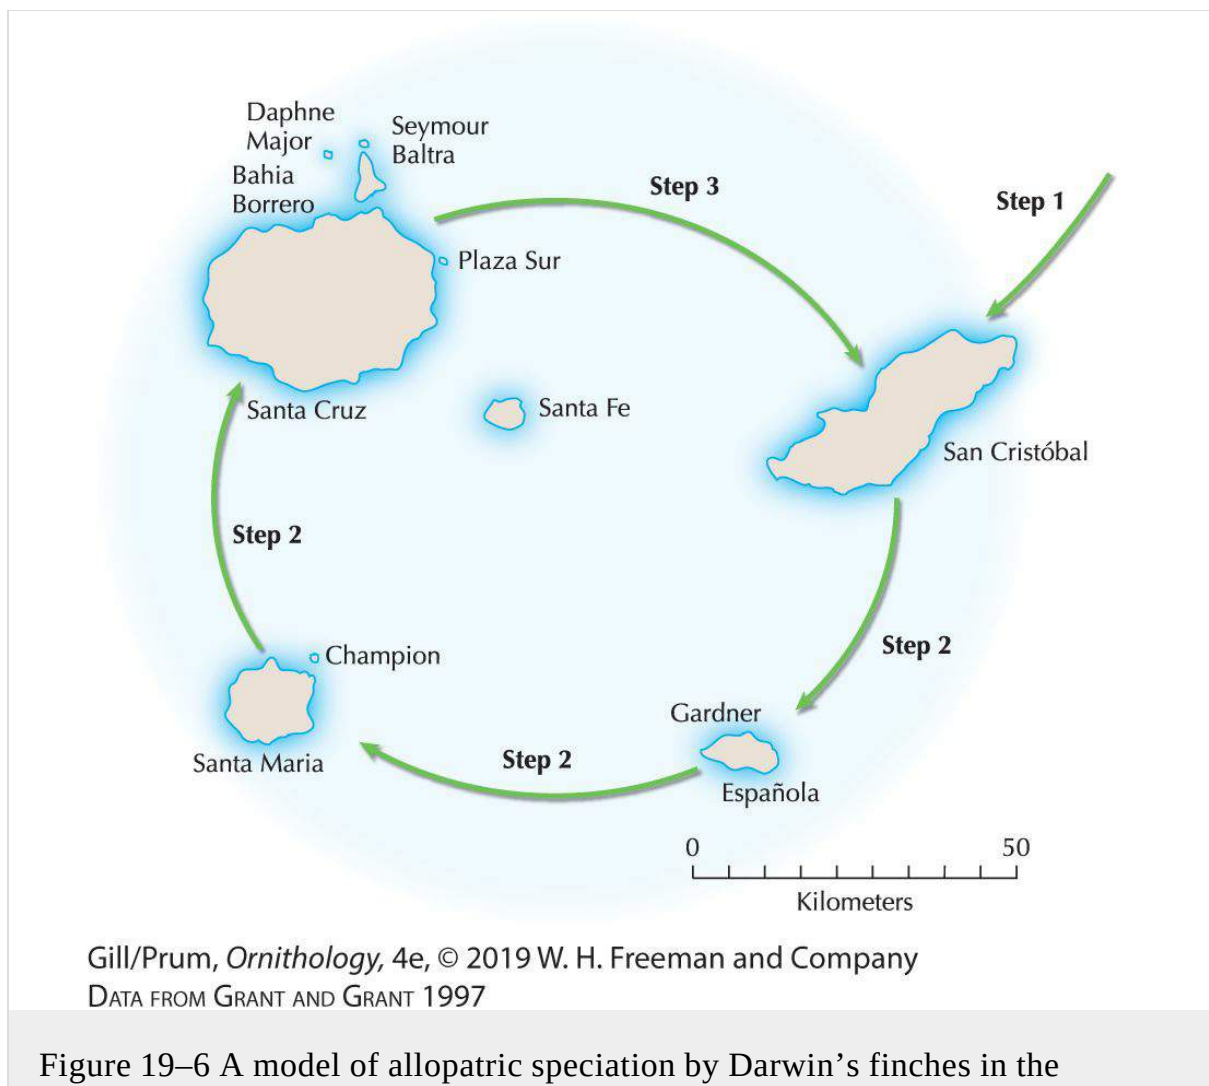 Daphne
Major
Seymour
Baltra
Bahia
Borrero
Step 3
Step 1
Plaza Sur
Santa Cruz
Santa Fe
San Cristóbal
Step 2
Step 2
Champion
Gardner
Santa Maria
Step 2
Española
0 50
Kilometers
Gill/Prum, Ornithology, 4e, © 2019 W. H. Freeman and Company
DATA FROM GRANT AND GRANT 1997
Figure 19–6 A model of allopatric speciation by Darwin’s finches in the